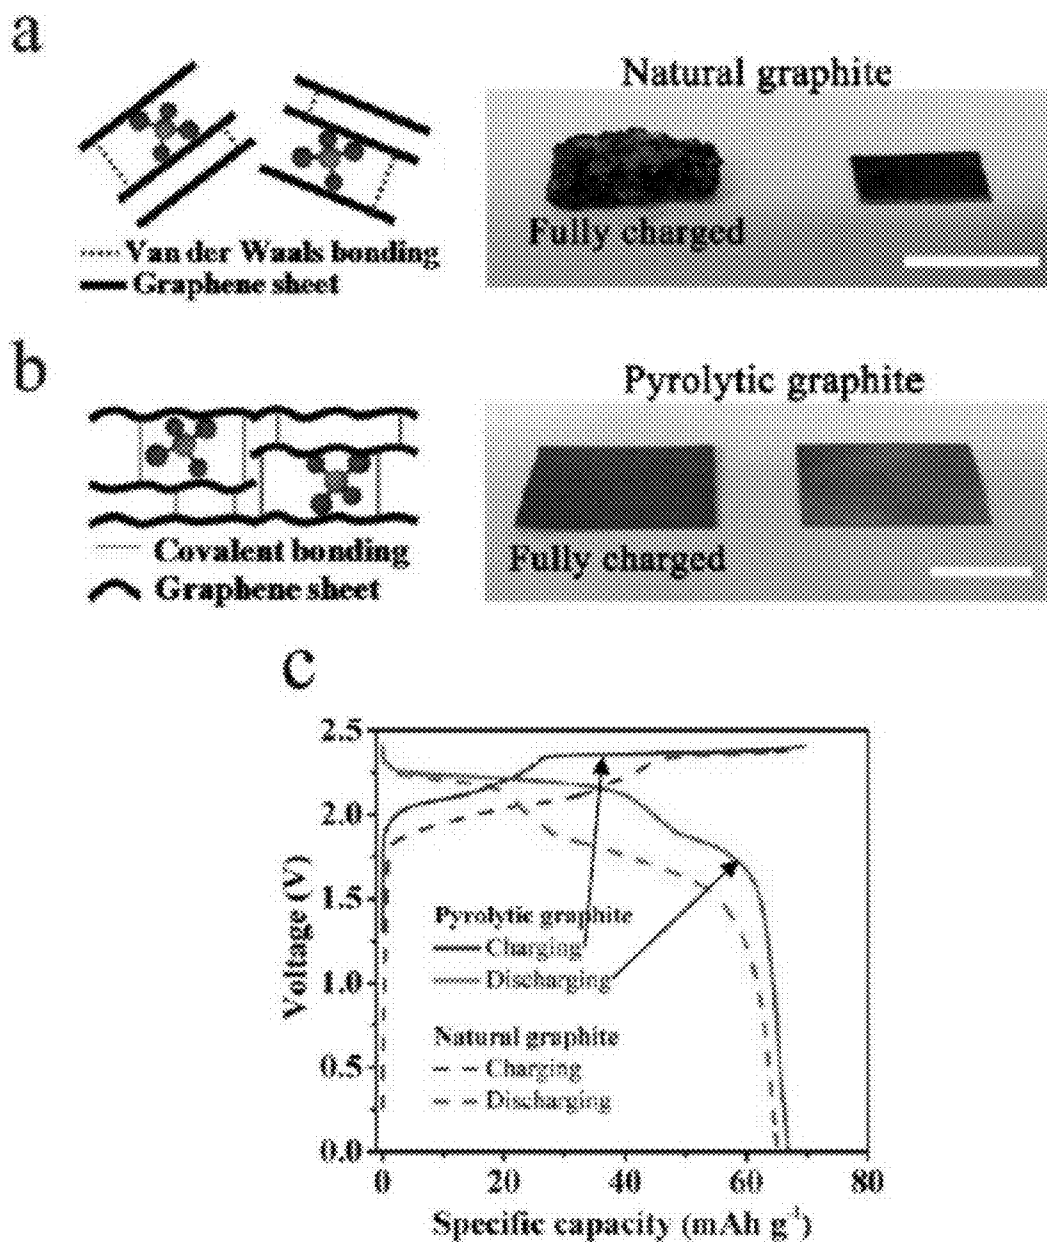 a
Natural graphite
Fully charged
Van der Waals bonding
Graphene sheet
b
Pyrolytic graphite
Fully charged
Covalent bonding
Graphene sheet
c
2.5
2.0
1.5
1.0
0.5
0.0
Voltage (V)
Pyrolytic graphite
Charging
Discharging
Natural graphite
Charging
Discharging
0 20 40 60 80
Specific capacity (mAh g⁻¹)